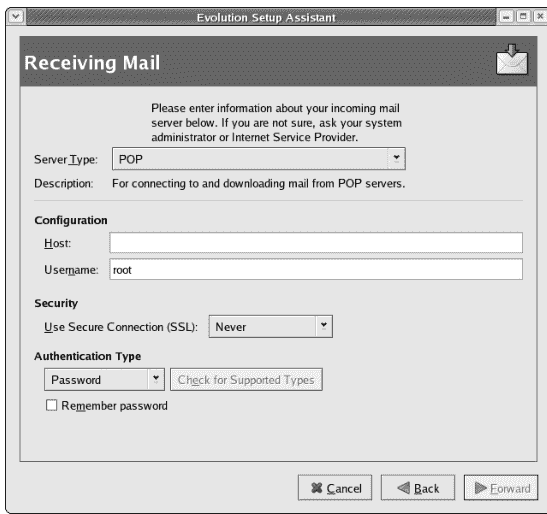 Evolution Setup Assistant
Receiving Mail
Please enter information about your incoming mail
server below. If you are not sure, ask your system
administrator or Internet Service Provider.
Server Type: POP
Description: For connecting to and downloading mail from POP servers.
Configuration
Host:
Username: root
Security
Use Secure Connection (SSL): Never
Authentication Type
Password Check for Supported Types
Remember password
Cancel Back Forward